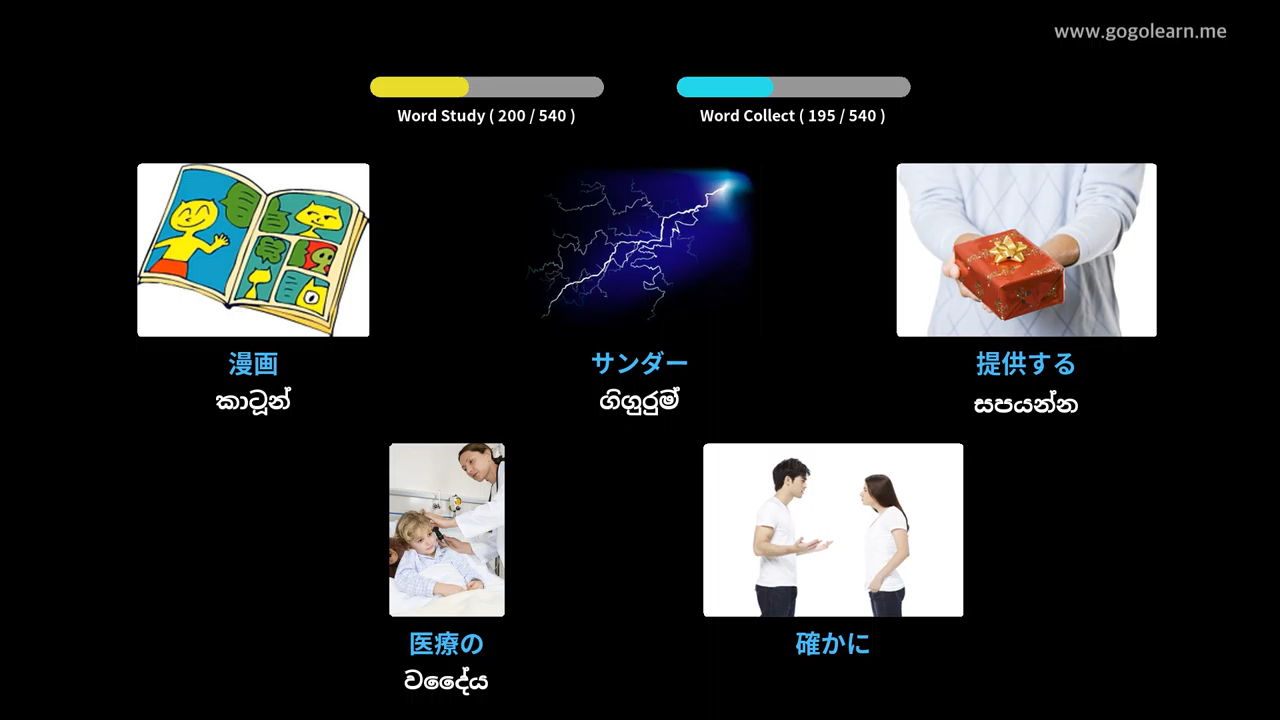 www.gogolearn.me
Word Study ( 200 / 540 )
Word Collect ( 195 / 540 )
漫画
サンダー
提供する
කාටූන්
ගිගුරුම්
සපයන්න
医療の
確かに
වෛද්‍ය